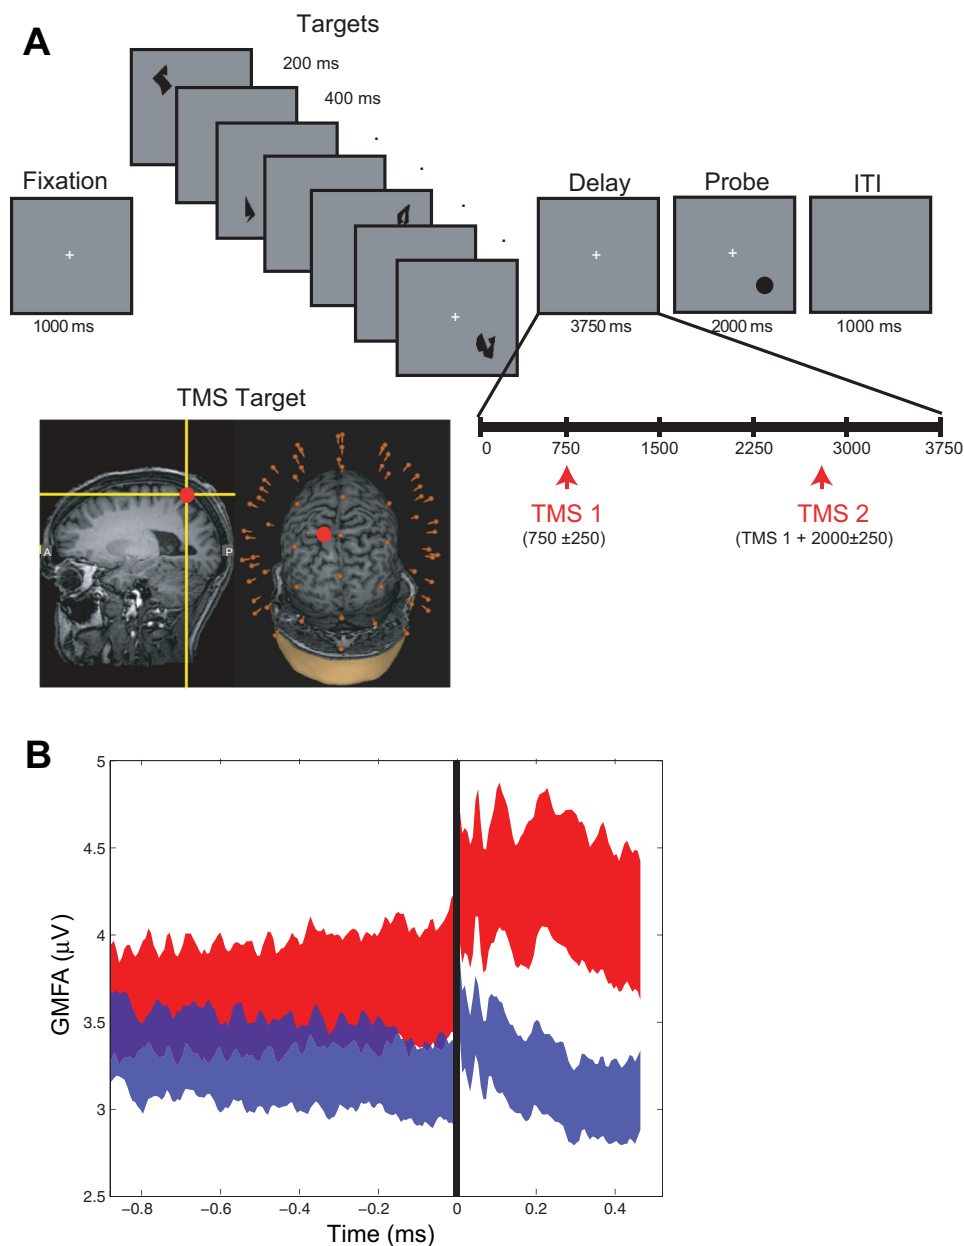 A
Targets
200 ms
400 ms
Fixation
Delay
Probe
ITI
1000 ms
3750 ms
2000 ms
1000 ms
TMS Target
A
P
0 750 1500 2250 3000 3750
TMS 1
(750 ±250)
TMS 2
(TMS 1 + 2000±250)
B
GMFA (μV)
5
4.5
4
3.5
3
2.5
−0.8 −0.6 −0.4 −0.2 0 0.2 0.4
Time (ms)